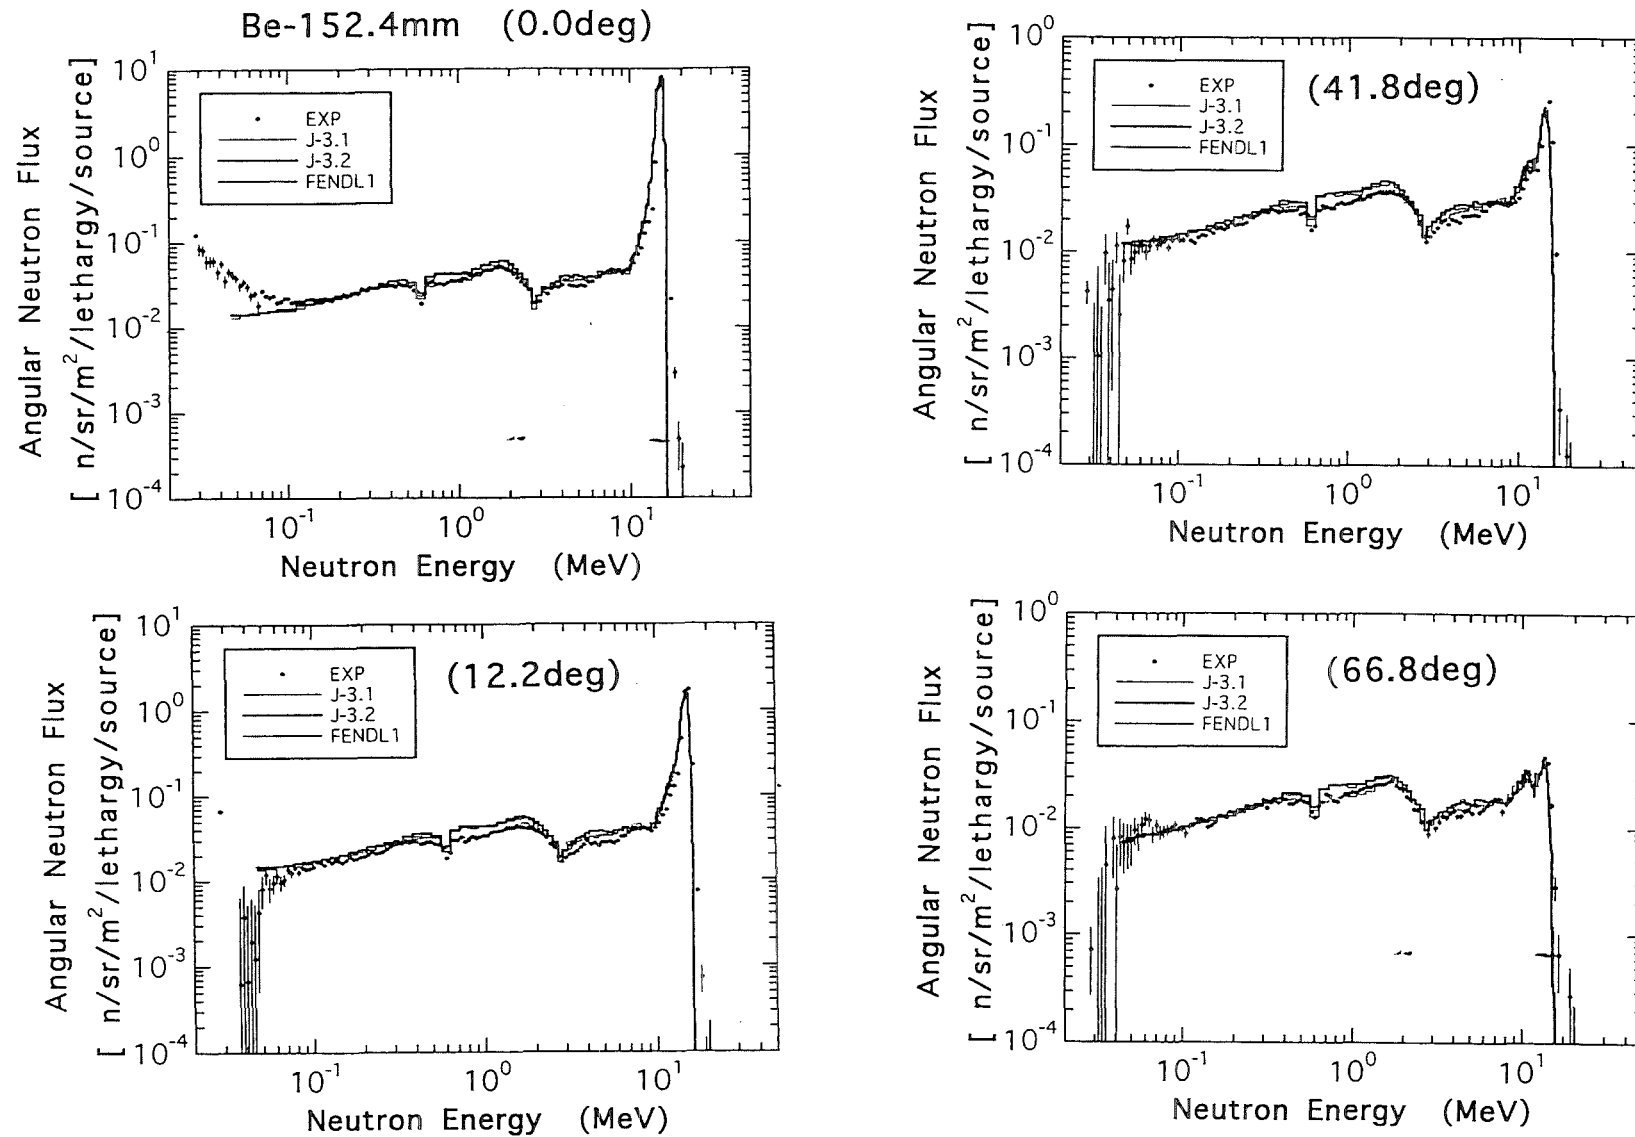 Be-152.4mm (0.0deg)
Angular Neutron Flux
[ n/sr/m²/lethargy/source]
10¹
10⁰
10⁻¹
10⁻²
10⁻³
10⁻⁴
EXP
J-3.1
J-3.2
FENDL1
10⁻¹ 10⁰ 10¹
Neutron Energy (MeV)
(41.8deg)
Angular Neutron Flux
[ n/sr/m²/lethargy/source]
10⁰
10⁻¹
10⁻²
10⁻³
10⁻⁴
EXP
J-3.1
J-3.2
FENDL1
10⁻¹ 10⁰ 10¹
Neutron Energy (MeV)
(12.2deg)
Angular Neutron Flux
[ n/sr/m²/lethargy/source]
10¹
10⁰
10⁻¹
10⁻²
10⁻³
10⁻⁴
EXP
J-3.1
J-3.2
FENDL1
10⁻¹ 10⁰ 10¹
Neutron Energy (MeV)
(66.8deg)
Angular Neutron Flux
[ n/sr/m²/lethargy/source]
10⁰
10⁻¹
10⁻²
10⁻³
10⁻⁴
EXP
J-3.1
J-3.2
FENDL1
10⁻¹ 10⁰ 10¹
Neutron Energy (MeV)